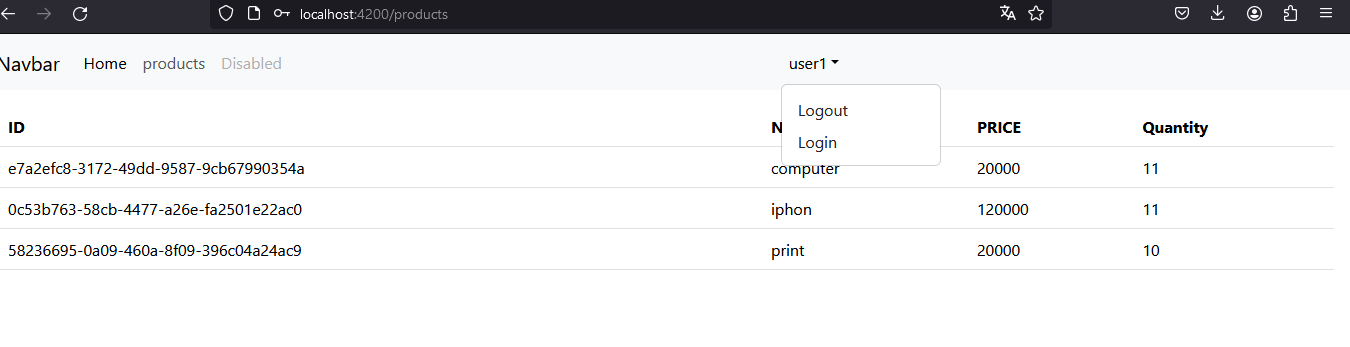 localhost:4200/products
Navbar Home products Disabled user1
Logout
Login
ID N PRICE Quantity
e7a2efc8-3172-49dd-9587-9cb67990354a computer 20000 11
0c53b763-58cb-4477-a26e-fa2501e22ac0 iphon 120000 11
58236695-0a09-460a-8f09-396c04a24ac9 print 20000 10